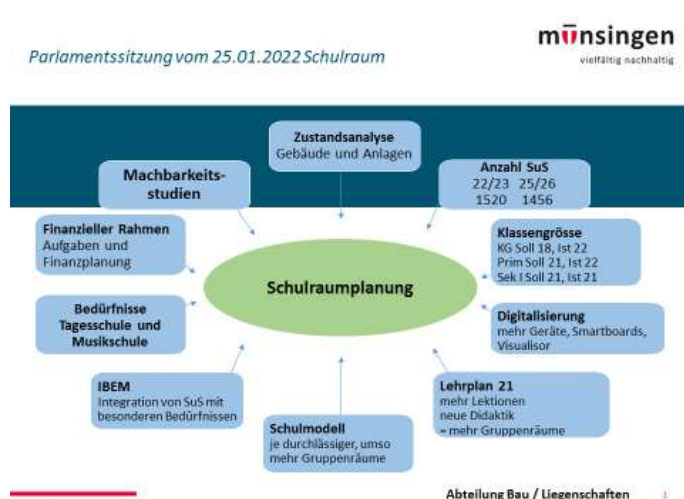 münsingen
vielfältig nachhaltig
Parlamentssitzung vom 25.01.2022 Schulraum
Zustandsanalyse
Gebäude und Anlagen
Machbarkeits-
studien
Anzahl SuS
22/23 25/26
1520 1456
Finanzieller Rahmen
Aufgaben und
Finanzplanung
Klassengrösse
KG Soll 18, Ist 22
Prim Soll 21, Ist 22
Sek I Soll 21, Ist 21
Schulraumplanung
Bedürfnisse
Tagesschule und
Musikschule
Digitalisierung
mehr Geräte, Smartboards,
Visualisor
IBEM
Integration von SuS mit
besonderen Bedürfnissen
Schulmodell
je durchlässiger, umso
mehr Gruppenräume
Lehrplan 21
mehr Lektionen
neue Didaktik
= mehr Gruppenräume
Abteilung Bau / Liegenschaften 1